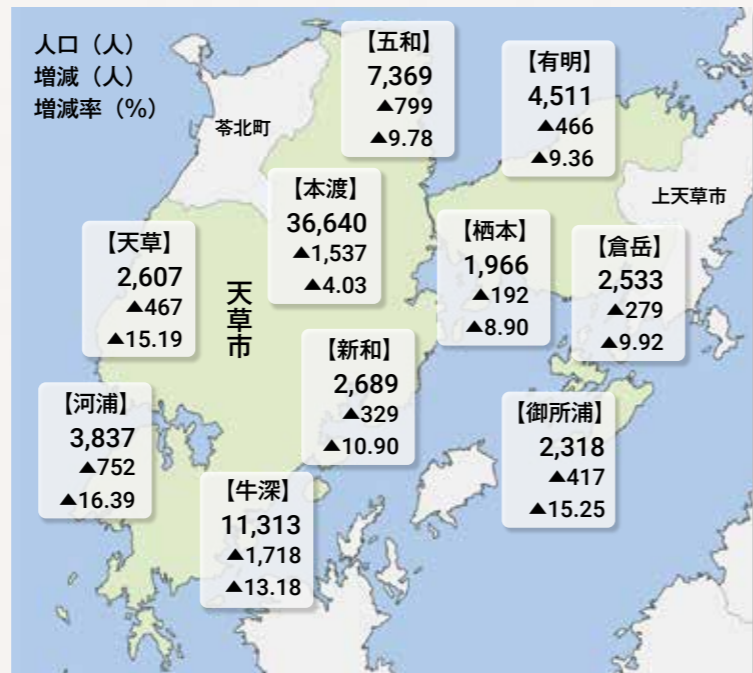 人口（人）
増減（人）
増減率（％）
【五和】
7,369
▲799
▲9.78
【有明】
4,511
▲466
▲9.36
苓北町
【本渡】
36,640
▲1,537
▲4.03
上天草市
【天草】
2,607
▲467
▲15.19
天草市
【栖本】
1,966
▲192
▲8.90
【倉岳】
2,533
▲279
▲9.92
【新和】
2,689
▲329
▲10.90
【河浦】
3,837
▲752
▲16.39
【御所浦】
2,318
▲417
▲15.25
【牛深】
11,313
▲1,718
▲13.18